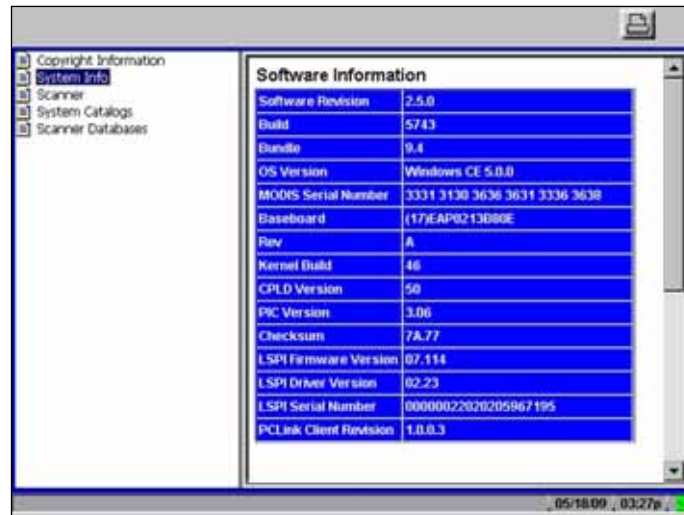 Copyright Information
System Info
Scanner
System Catalogs
Scanner Databases
Software Information
Software Revision 2.5.0
Build 5743
Bundle 9.4
OS Version Windows CE 5.0.0
MODIS Serial Number 3331 3130 3636 3631 3336 3638
Baseboard (17)EAP0213B80E
Rev A
Kernel Build 46
CPLD Version 50
PIC Version 3.06
Checksum 7A.77
LSPI Firmware Version 07.114
LSPI Driver Version 02.23
LSPI Serial Number 00000022020205967195
PCLink Client Revision 1.0.0.3
05/18/09 03:27p